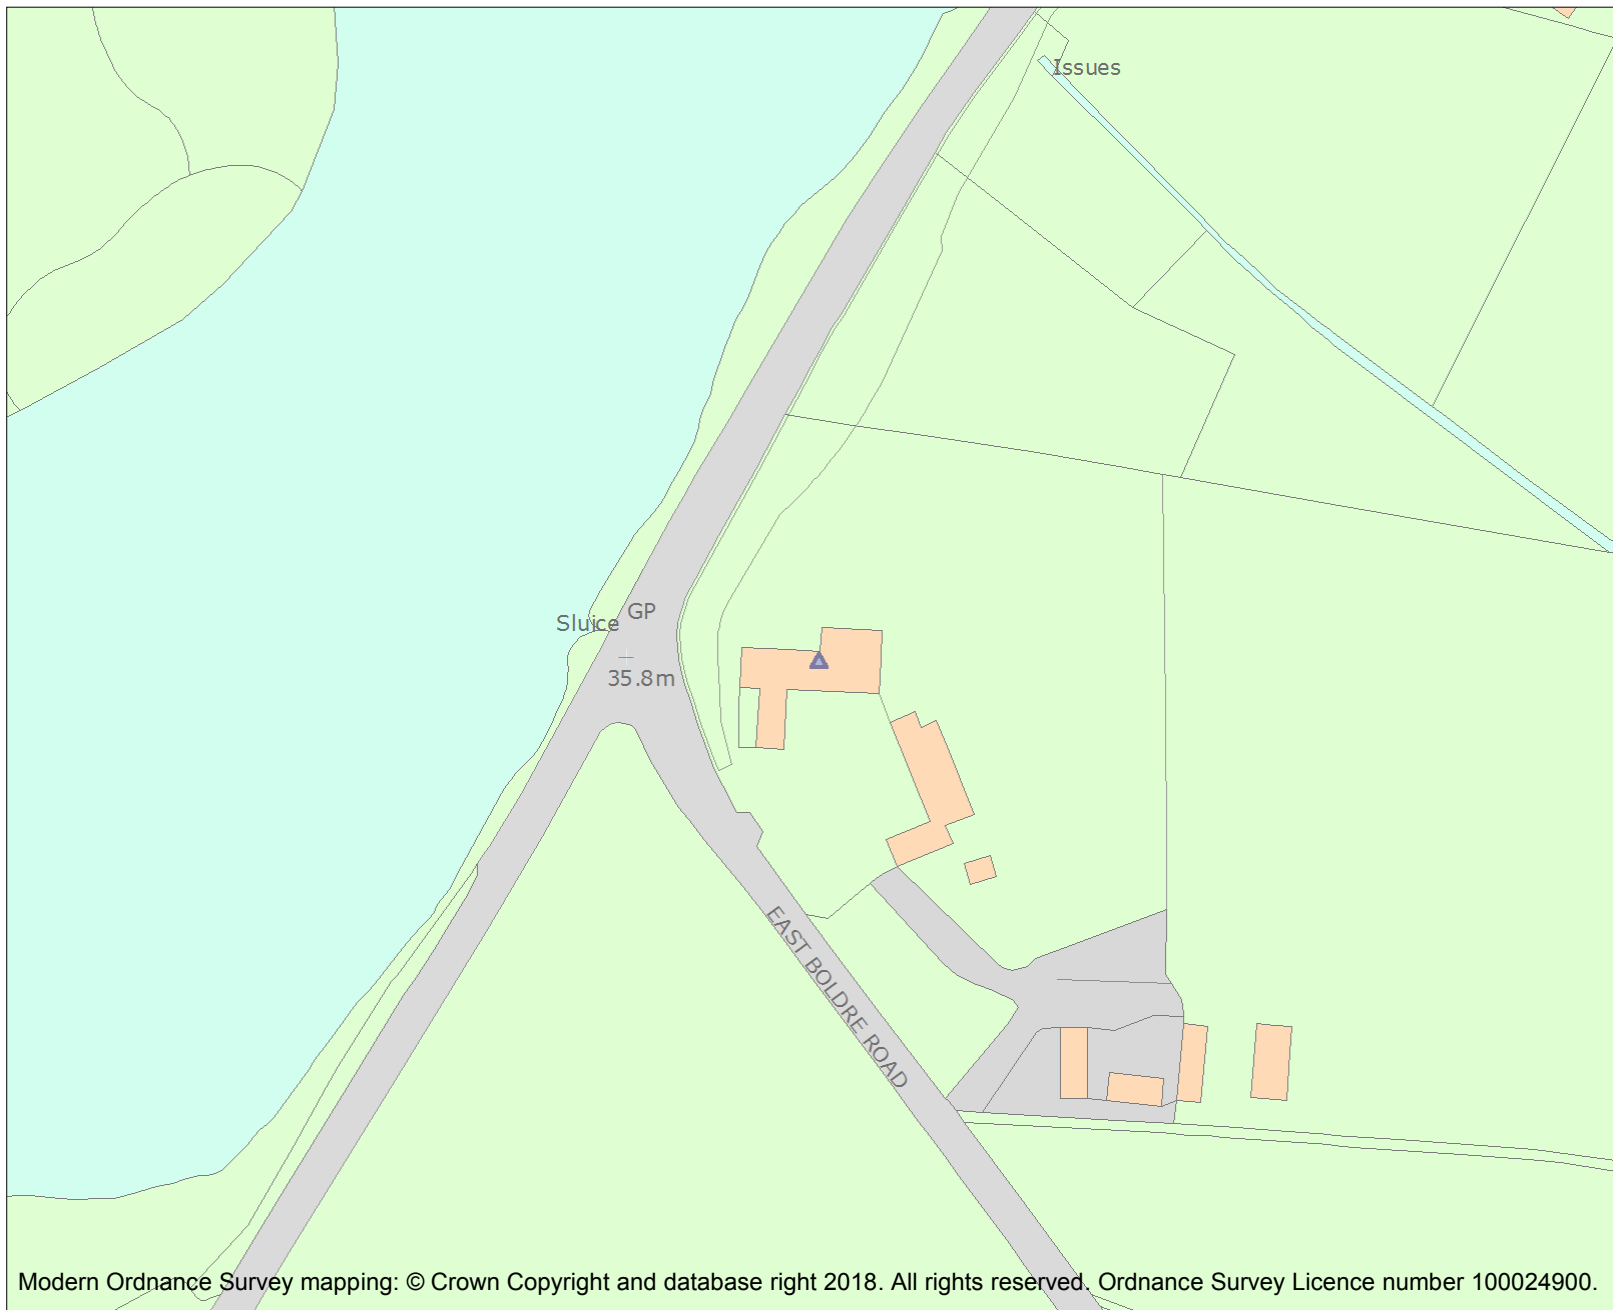 Issues
GP
Sluice
35.8m
EAST BOLDRE ROAD
Modern Ordnance Survey mapping: © Crown Copyright and database right 2018. All rights reserved. Ordnance Survey Licence number 100024900.